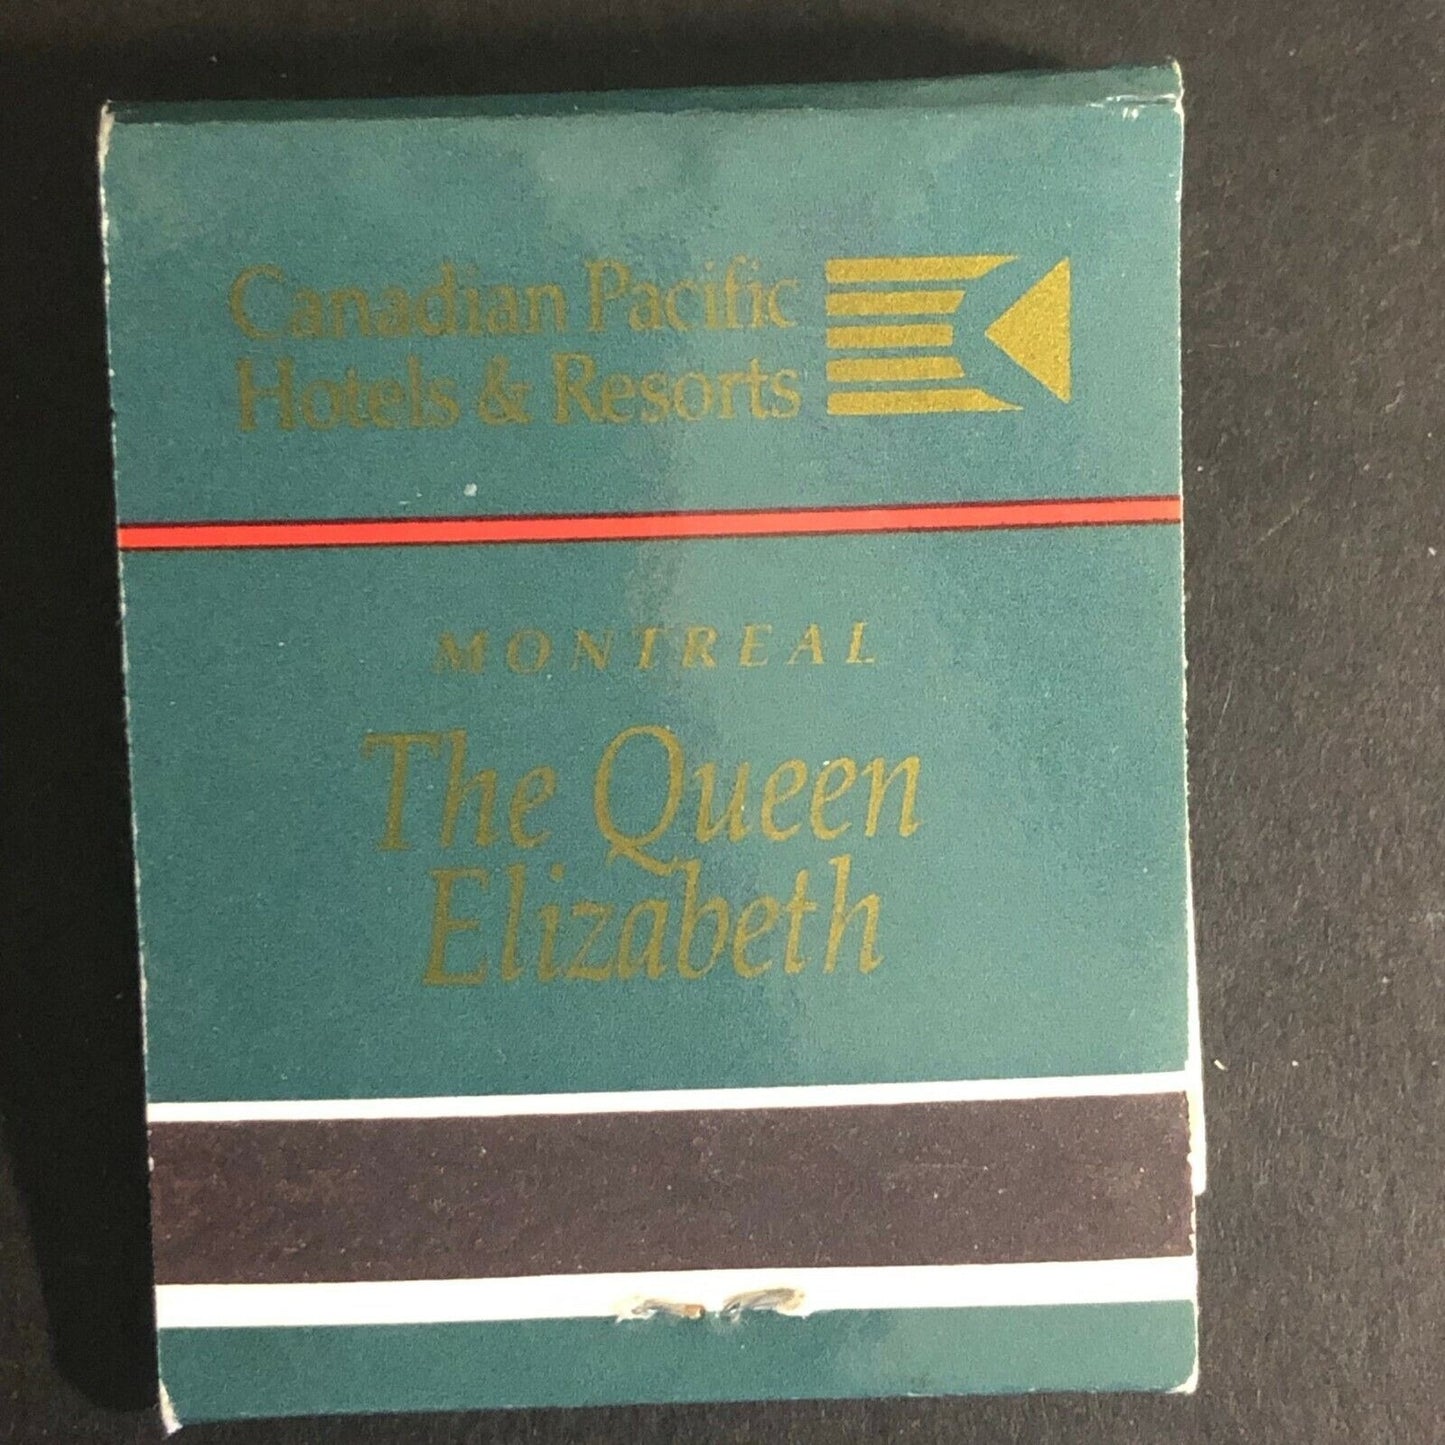 Canadian Pacific
Hotels & Resorts
MONTREAL
The Queen
Elizabeth